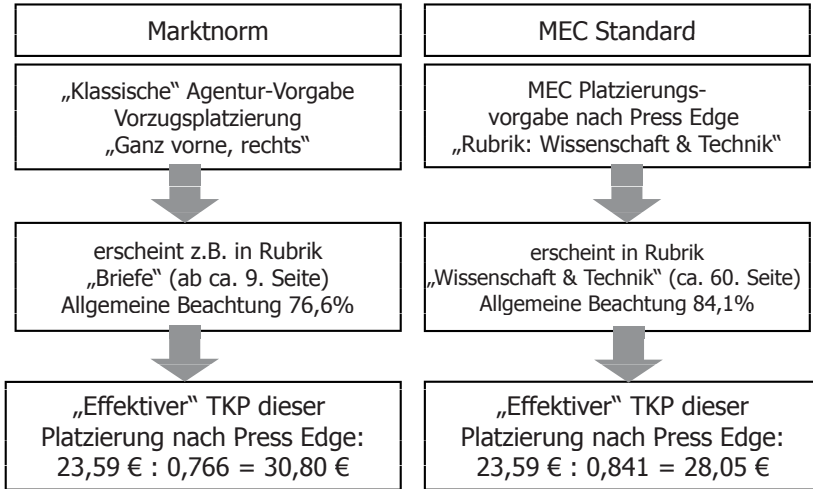 Marktnorm
„Klassische“ Agentur-Vorgabe
Vorzugsplatzierung
„Ganz vorne, rechts“
erscheint z.B. in Rubrik
„Briefe“ (ab ca. 9. Seite)
Allgemeine Beachtung 76,6%
„Effektiver“ TKP dieser
Platzierung nach Press Edge:
23,59 € : 0,766 = 30,80 €
MEC Standard
MEC Platzierungs-
vorgabe nach Press Edge
„Rubrik: Wissenschaft & Technik“
erscheint in Rubrik
„Wissenschaft & Technik“ (ca. 60. Seite)
Allgemeine Beachtung 84,1%
„Effektiver“ TKP dieser
Platzierung nach Press Edge:
23,59 € : 0,841 = 28,05 €